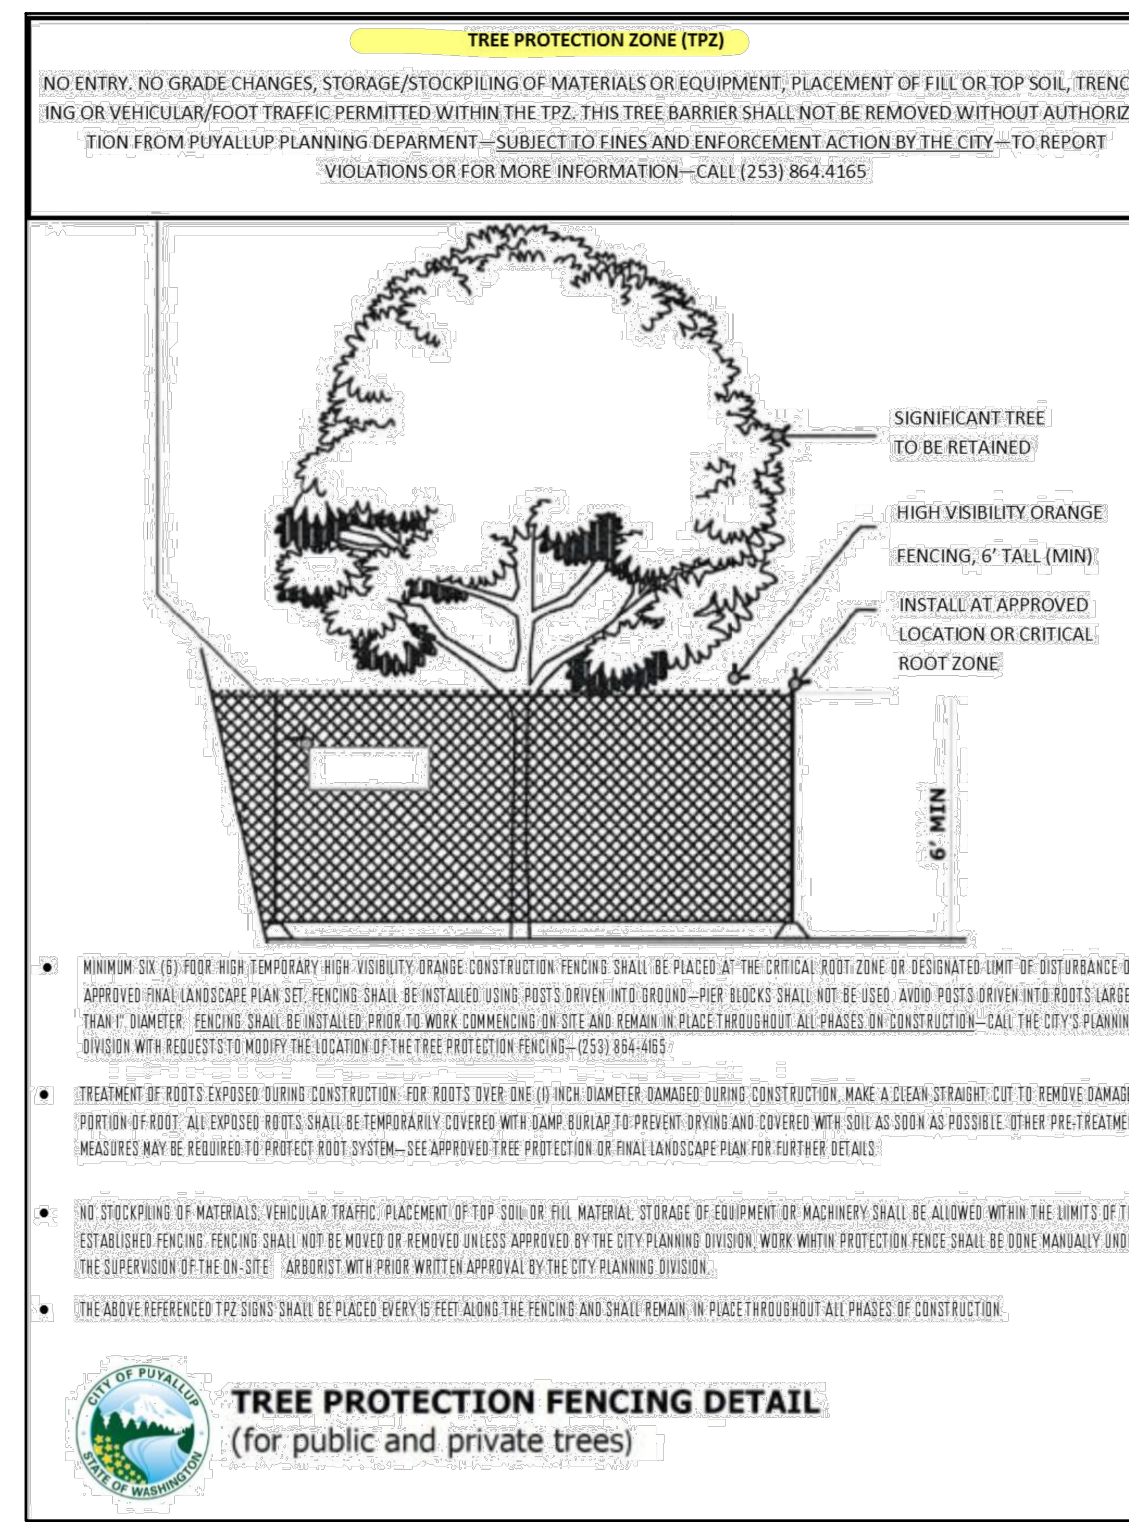 TREE PROTECTION ZONE (TPZ)
NO ENTRY. NO GRADE CHANGES, STORAGE/STOCKPILING OF MATERIALS OR EQUIPMENT, PLACEMENT OF FILL OR TOP SOIL, TRENC
ING OR VEHICULAR/FOOT TRAFFIC PERMITTED WITHIN THE TPZ. THIS TREE BARRIER SHALL NOT BE REMOVED WITHOUT AUTHORIZ
TION FROM PUYALLUP PLANNING DEPARMENT—SUBJECT TO FINES AND ENFORCEMENT ACTION BY THE CITY—TO REPORT
VIOLATIONS OR FOR MORE INFORMATION—CALL (253) 864.4165
SIGNIFICANT TREE
TO BE RETAINED
HIGH VISIBILITY ORANGE
FENCING, 6' TALL (MIN)
INSTALL AT APPROVED
LOCATION OR CRITICAL
ROOT ZONE
6' MIN
• MINIMUM SIX (6) FOOR HIGH TEMPORARY HIGH VISIBILITY ORANGE CONSTRUCTION FENCING SHALL BE PLACED AT THE CRITICAL ROOT ZONE OR DESIGNATED LIMIT OF DISTURBANCE O
APPROVED FINAL LANDSCAPE PLAN SET. FENCING SHALL BE INSTALLED USING POSTS DRIVEN INTO GROUND—PIER BLOCKS SHALL NOT BE USED. AVOID POSTS DRIVEN INTO ROOTS LARGE
THAN 1" DIAMETER. FENCING SHALL BE INSTALLED PRIOR TO WORK COMMENCING ON SITE AND REMAIN IN PLACE THROUGHOUT ALL PHASES ON CONSTRUCTION—CALL THE CITY'S PLANNIN
DIVISION WITH REQUESTS TO MODIFY THE LOCATION OF THE TREE PROTECTION FENCING—(253) 864-4165
• TREATMENT OF ROOTS EXPOSED DURING CONSTRUCTION: FOR ROOTS OVER ONE (1) INCH DIAMETER DAMAGED DURING CONSTRUCTION, MAKE A CLEAN STRAIGHT CUT TO REMOVE DAMAGE
PORTION OF ROOT. ALL EXPOSED ROOTS SHALL BE TEMPORARILY COVERED WITH DAMP BURLAP TO PREVENT DRYING AND COVERED WITH SOIL AS SOON AS POSSIBLE. OTHER PRE-TREATME
MEASURES MAY BE REQUIRED TO PROTECT ROOT SYSTEM—SEE APPROVED TREE PROTECTION OR FINAL LANDSCAPE PLAN FOR FURTHER DETAILS.
• NO STOCKPILING OF MATERIALS, VEHICULAR TRAFFIC, PLACEMENT OF TOP SOIL OR FILL MATERIAL, STORAGE OF EQUIPMENT OR MACHINERY SHALL BE ALLOWED WITHIN THE LIMITS OF T
ESTABLISHED FENCING. FENCING SHALL NOT BE MOVED OR REMOVED UNLESS APPROVED BY THE CITY PLANNING DIVISION. WORK WIHTIN PROTECTION FENCE SHALL BE DONE MANUALLY UND
THE SUPERVISION OF THE ON-SITE ARBORIST WITH PRIOR WRITTEN APPROVAL BY THE CITY PLANNING DIVISION.
• THE ABOVE REFERENCED TPZ SIGNS SHALL BE PLACED EVERY 15 FEET ALONG THE FENCING AND SHALL REMAIN IN PLACE THROUGHOUT ALL PHASES OF CONSTRUCTION.
CITY OF PUYALLUP
STATE OF WASHINGTON
TREE PROTECTION FENCING DETAIL
(for public and private trees)